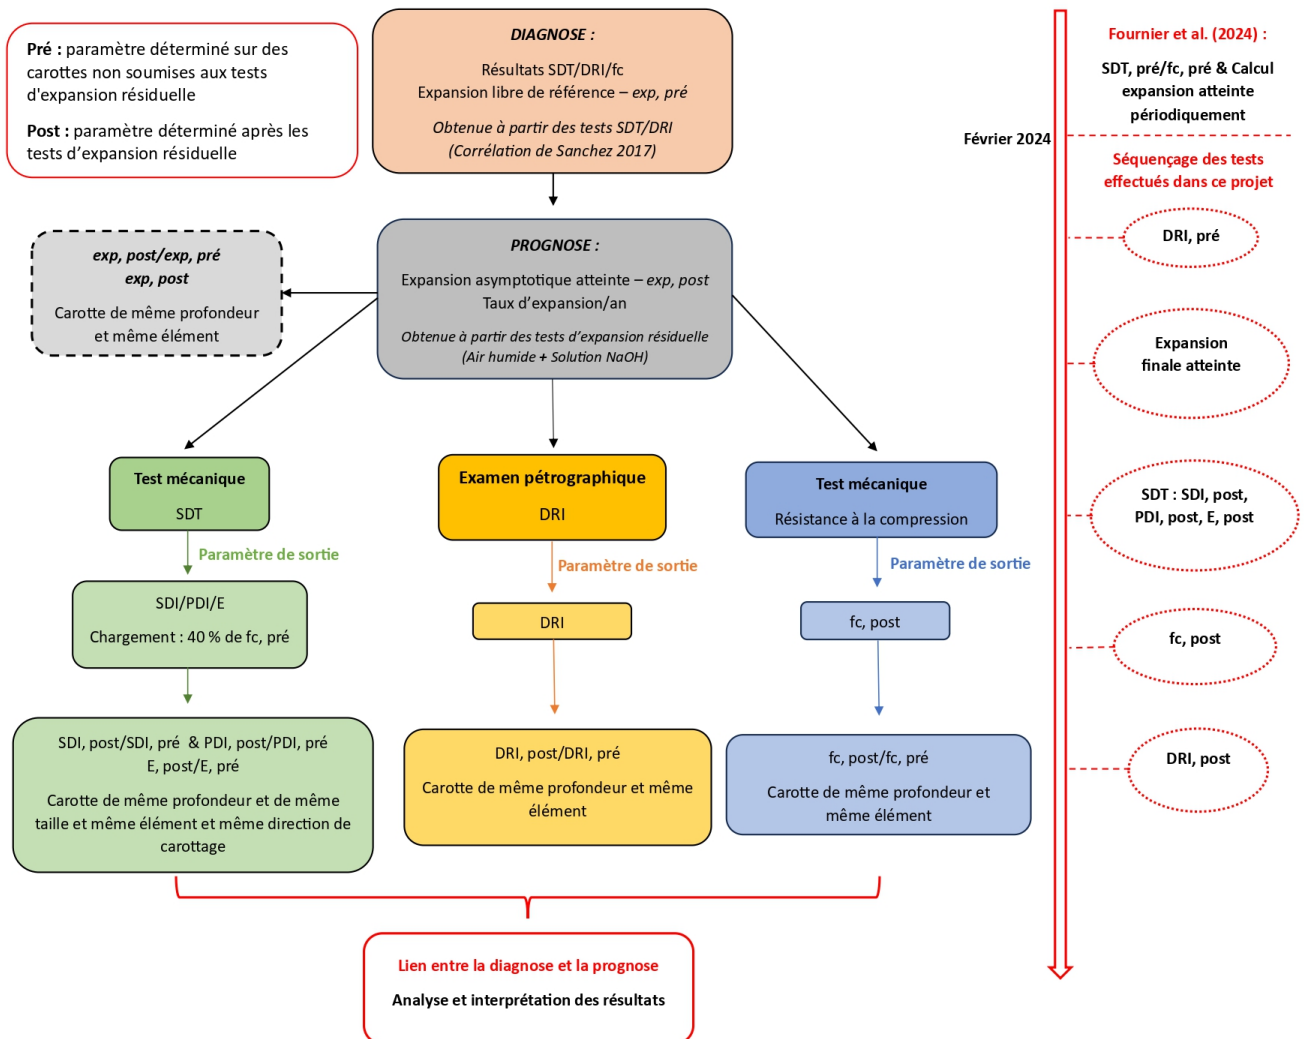 Pré : paramètre déterminé sur des
carottes non soumises aux tests
d'expansion résiduelle
Post : paramètre déterminé après les
tests d’expansion résiduelle
DIAGNOSE :
Résultats SDT/DRI/fc
Expansion libre de référence – exp, pré
Obtenue à partir des tests SDT/DRI
(Corrélation de Sanchez 2017)
PROGNOSE :
Expansion asymptotique atteinte – exp, post
Taux d’expansion/an
Obtenue à partir des tests d’expansion résiduelle
(Air humide + Solution NaOH)
exp, post/exp, pré
exp, post
Carotte de même profondeur
et même élément
Test mécanique
SDT
Paramètre de sortie
SDI/PDI/E
Chargement : 40 % de fc, pré
SDI, post/SDI, pré & PDI, post/PDI, pré
E, post/E, pré
Carotte de même profondeur et de même
taille et même élément et même direction de
carottage
Examen pétrographique
DRI
Paramètre de sortie
DRI
DRI, post/DRI, pré
Carotte de même profondeur et même
élément
Test mécanique
Résistance à la compression
Paramètre de sortie
fc, post
fc, post/fc, pré
Carotte de même profondeur et
même élément
Lien entre la diagnose et la prognose
Analyse et interprétation des résultats
Fournier et al. (2024) :
SDT, pré/fc, pré & Calcul
expansion atteinte
périodiquement
Février 2024
Séquençage des tests
effectués dans ce projet
DRI, pré
Expansion
finale atteinte
SDT : SDI, post,
PDI, post, E, post
fc, post
DRI, post